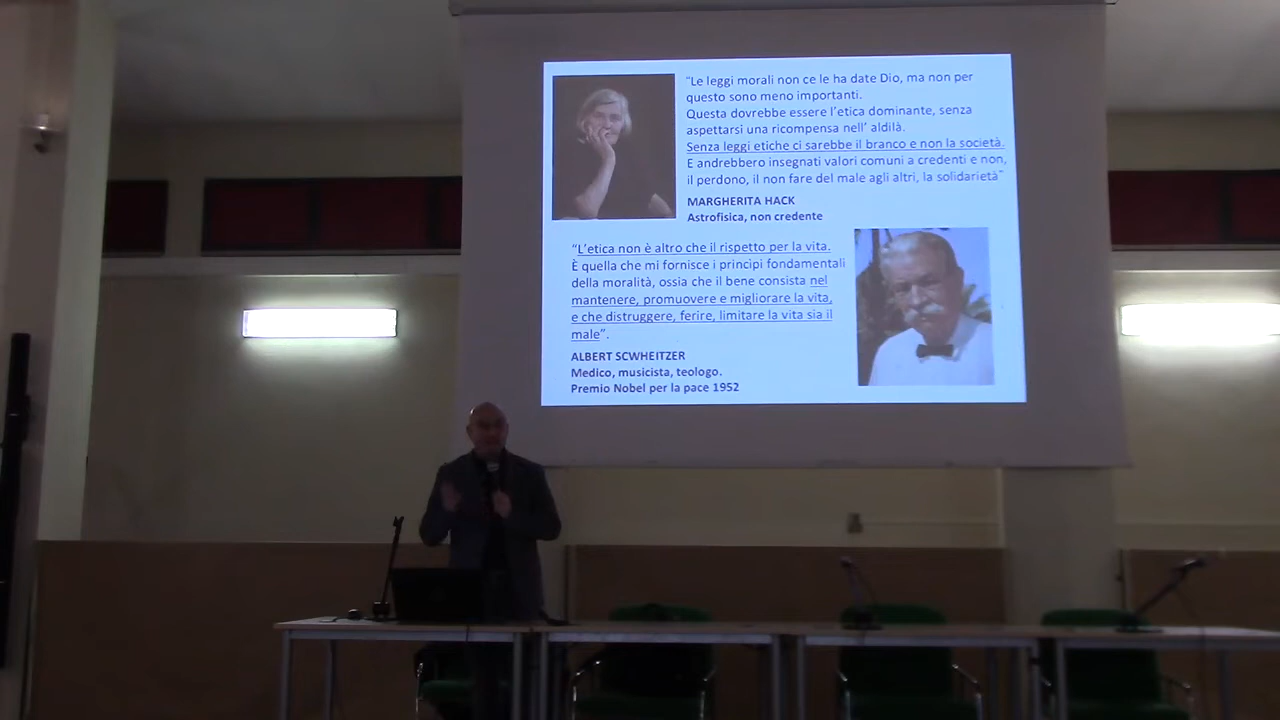 “Le leggi morali non ce le ha date Dio, ma non per
questo sono meno importanti.
Questa dovrebbe essere l’etica dominante, senza
aspettarsi una ricompensa nell’ aldilà.
Senza leggi etiche ci sarebbe il branco e non la società.
E andrebbero insegnati valori comuni a credenti e non,
il perdono, il non fare del male agli altri, la solidarietà”
MARGHERITA HACK
Astrofisica, non credente
“L’etica non è altro che il rispetto per la vita.
È quella che mi fornisce i principi fondamentali
della moralità, ossia che il bene consista nel
mantenere, promuovere e migliorare la vita,
e che distruggere, ferire, limitare la vita sia il
male”.
ALBERT SCWHEITZER
Medico, musicista, teologo.
Premio Nobel per la pace 1952